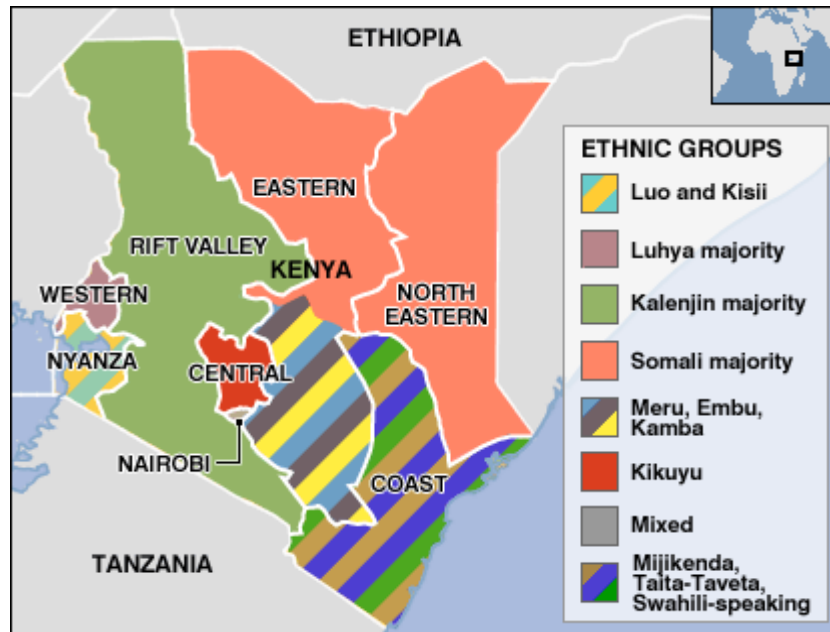 ETHIOPIA
EASTERN
RIFT VALLEY
KENYA
WESTERN
NORTH
EASTERN
NYANZA
CENTRAL
NAIROBI
COAST
TANZANIA
ETHNIC GROUPS
Luo and Kisii
Luhya majority
Kalenjin majority
Somali majority
Meru, Embu,
Kamba
Kikuyu
Mixed
Mijikenda,
Taita-Taveta,
Swahili-speaking